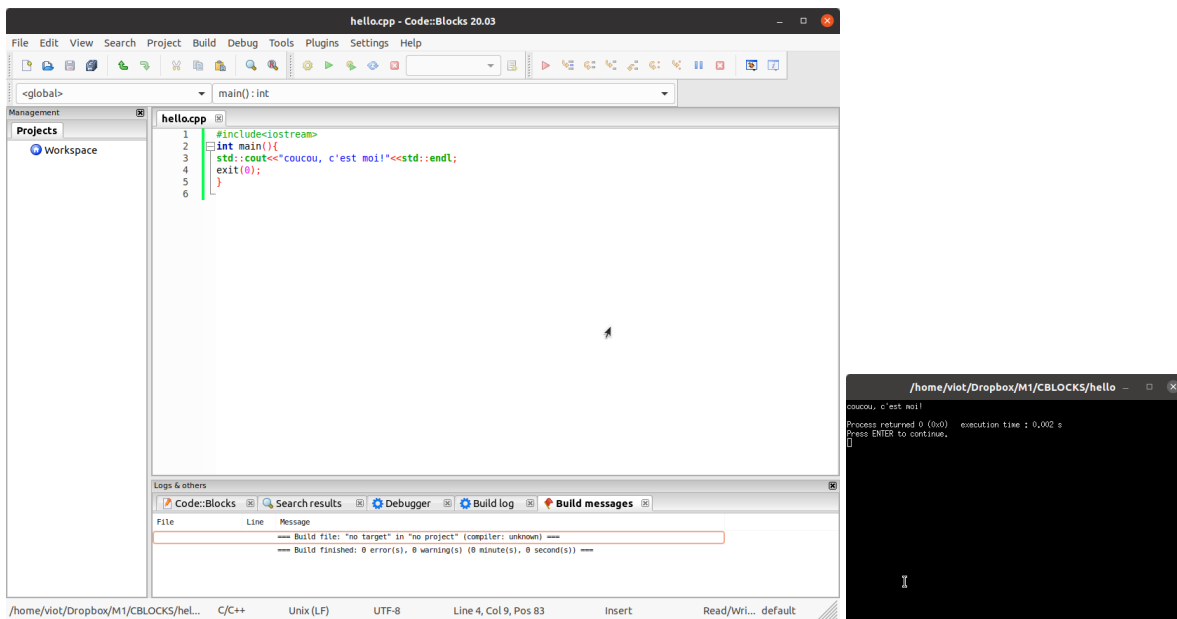 hello.cpp - Code::Blocks 20.03
File Edit View Search Project Build Debug Tools Plugins Settings Help
<global> main() : int
Management
Projects
Workspace
hello.cpp
1 #include<iostream>
2 int main(){
3 std::cout<<"coucou, c'est moi!"<<std::endl;
4 exit(0);
5 }
6
Logs & others
Code::Blocks Search results Debugger Build log Build messages
File Line Message
=== Build file: "no target" in "no project" (compiler: unknown) ===
=== Build finished: 0 error(s), 0 warning(s) (0 minute(s), 0 second(s)) ===
/home/viot/Dropbox/M1/CBLOCKS/hel... C/C++ Unix (LF) UTF-8 Line 4, Col 9, Pos 83 Insert Read/Wri... default
/home/viot/Dropbox/M1/CBLOCKS/hello
coucou, c'est moi!
Process returned 0 (0x0) execution time : 0.002 s
Press ENTER to continue.